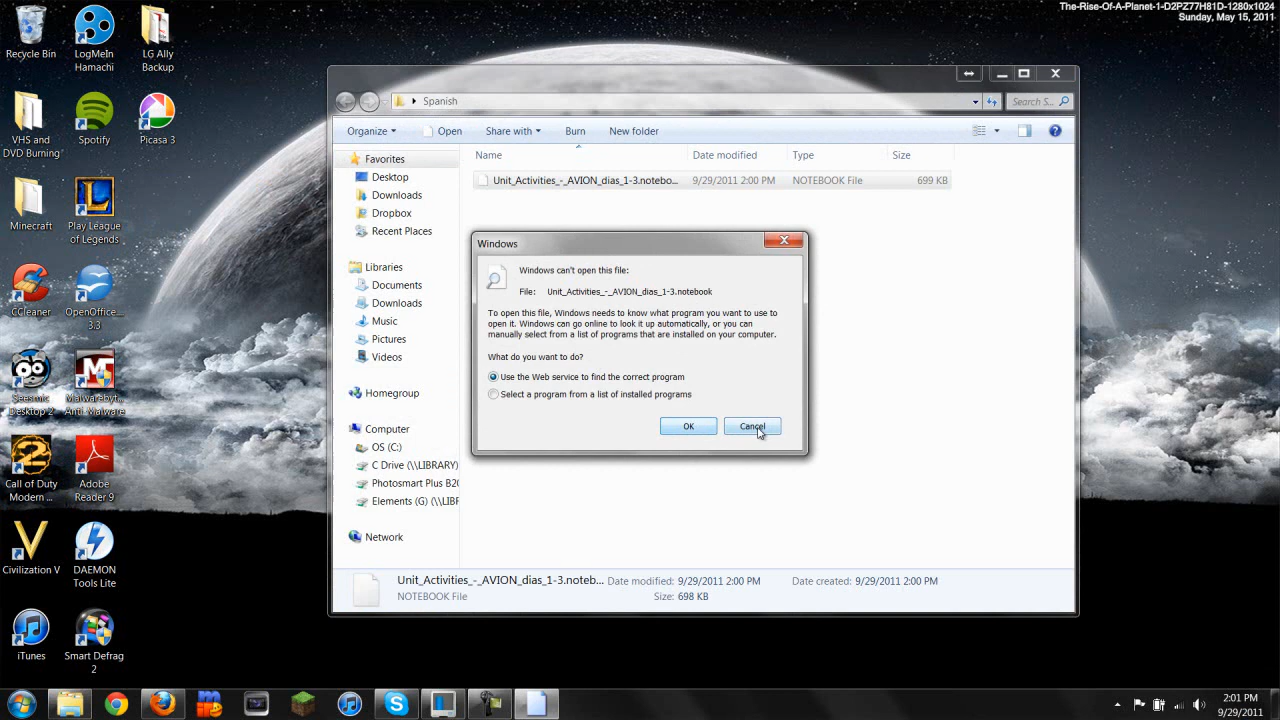 The-Rise-Of-A-Planet-1-D2PZ77H81D-1280x1024
Sunday, May 15, 2011
Recycle Bin
LogMeIn
Hamachi
LG Ally
Backup
VHS and
DVD Burning
Spotify
Picasa 3
Minecraft
Play League
of Legends
CCleaner
OpenOffice....
3.3
Seesmic
Desktop 2
Malwarebyt...
Anti-Malware
Call of Duty
Modern ...
Adobe
Reader 9
Civilization V
DAEMON
Tools Lite
iTunes
Smart Defrag
2
Spanish
Search S...
Organize
Open
Share with
Burn
New folder
Name
Date modified
Type
Size
Unit_Activities_-_AVION_dias_1-3.notebo...
9/29/2011 2:00 PM
NOTEBOOK File
699 KB
Favorites
Desktop
Downloads
Dropbox
Recent Places
Libraries
Documents
Downloads
Music
Pictures
Videos
Homegroup
Computer
OS (C:)
C Drive (\\LIBRARY)
Photosmart Plus B20
Elements (G) (\\LIBR
Network
Windows
Windows can't open this file:
File: Unit_Activities_-_AVION_dias_1-3.notebook
To open this file, Windows needs to know what program you want to use to
open it. Windows can go online to look it up automatically, or you can
manually select from a list of programs that are installed on your computer.
What do you want to do?
Use the Web service to find the correct program
Select a program from a list of installed programs
OK
Cancel
Unit_Activities_-_AVION_dias_1-3.noteb...
Date modified: 9/29/2011 2:00 PM
Date created: 9/29/2011 2:00 PM
NOTEBOOK File
Size: 698 KB
2:01 PM
9/29/2011